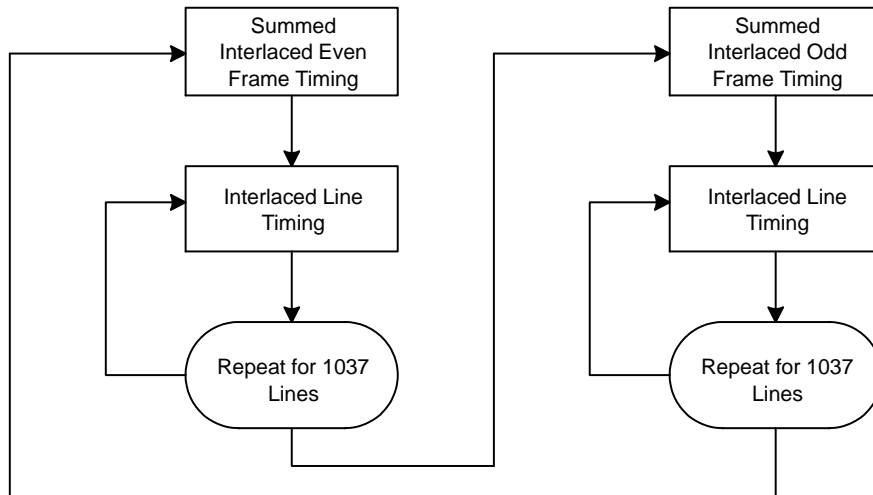 Summed
Interlaced Even
Frame Timing
Interlaced Line
Timing
Repeat for 1037
Lines
Summed
Interlaced Odd
Frame Timing
Interlaced Line
Timing
Repeat for 1037
Lines